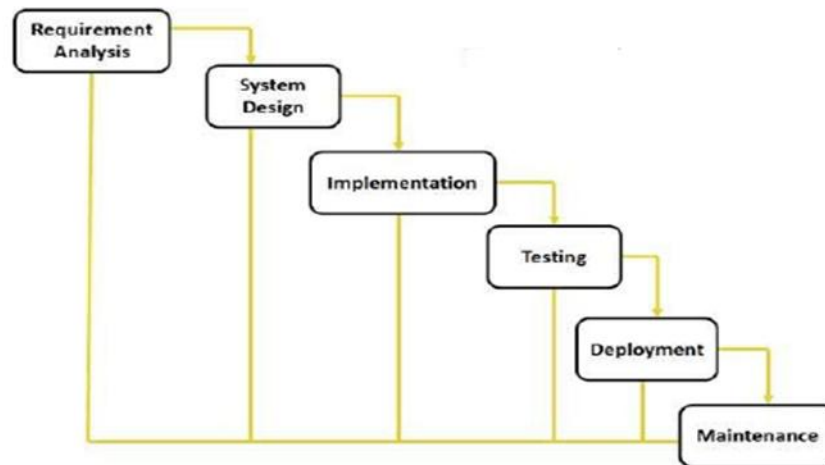 Requirement
Analysis
System
Design
Implementation
Testing
Deployment
Maintenance